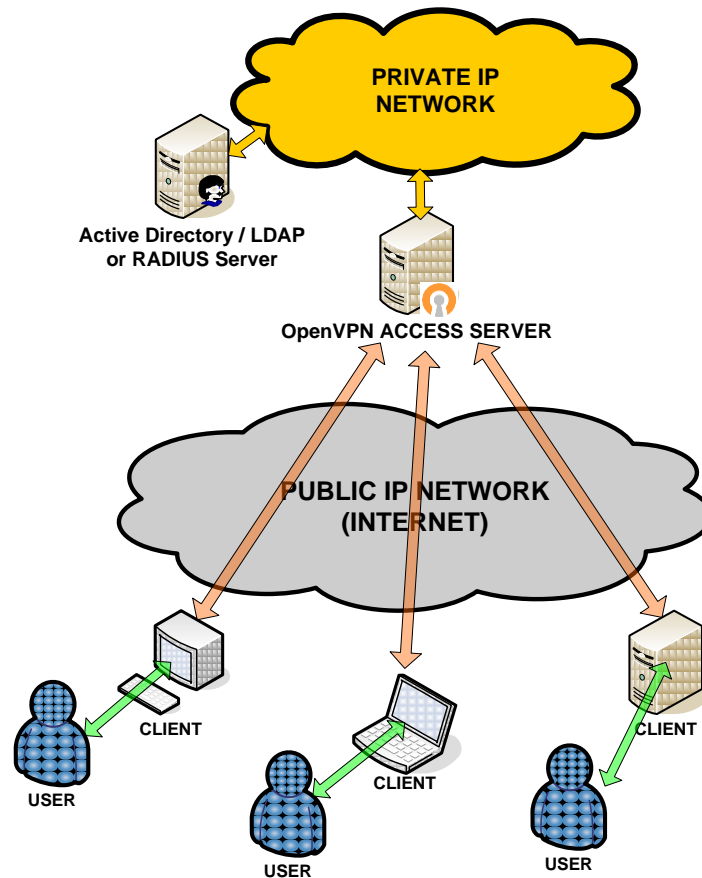 PRIVATE IP
NETWORK
Active Directory / LDAP
or RADIUS Server
OpenVPN ACCESS SERVER
PUBLIC IP NETWORK
(INTERNET)
CLIENT
CLIENT
CLIENT
USER
USER
USER